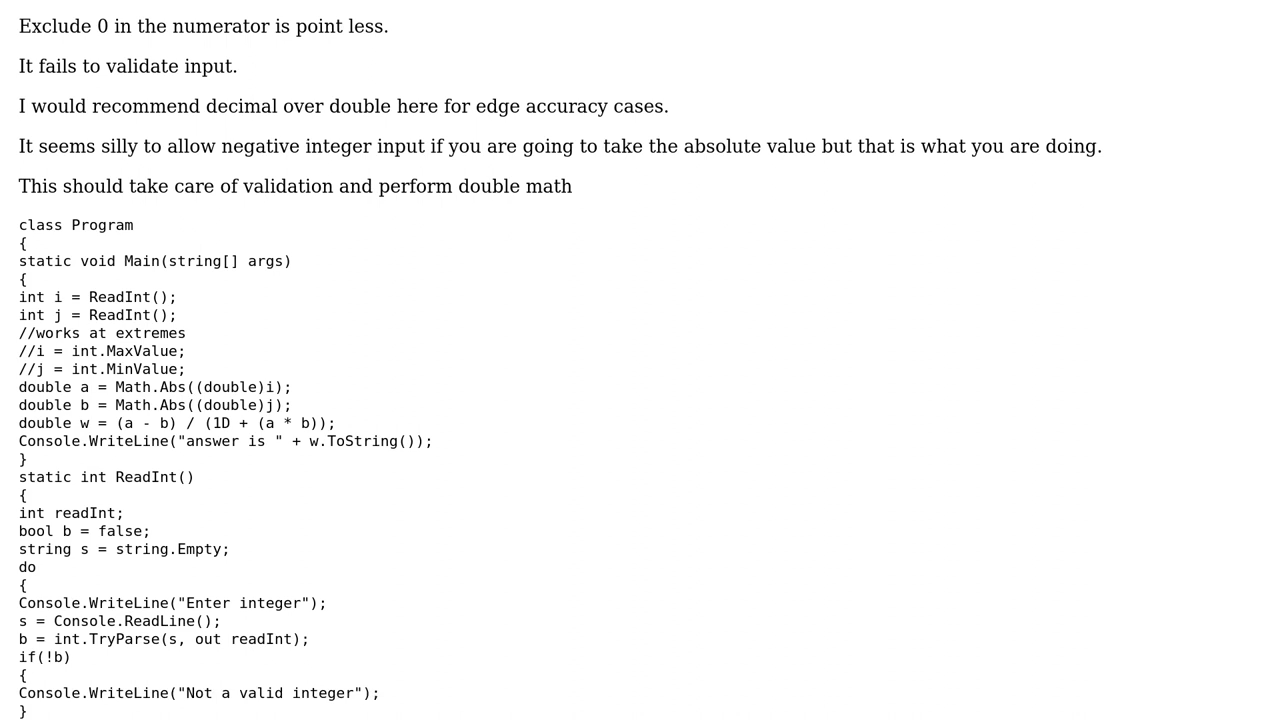 Exclude 0 in the numerator is point less.
It fails to validate input.
I would recommend decimal over double here for edge accuracy cases.
It seems silly to allow negative integer input if you are going to take the absolute value but that is what you are doing.
This should take care of validation and perform double math
class Program
{
static void Main(string[] args)
{
int i = ReadInt();
int j = ReadInt();
//works at extremes
//i = int.MaxValue;
//j = int.MinValue;
double a = Math.Abs((double)i);
double b = Math.Abs((double)j);
double w = (a - b) / (1D + (a * b));
Console.WriteLine("answer is " + w.ToString());
}
static int ReadInt()
{
int readInt;
bool b = false;
string s = string.Empty;
do
{
Console.WriteLine("Enter integer");
s = Console.ReadLine();
b = int.TryParse(s, out readInt);
if(!b)
{
Console.WriteLine("Not a valid integer");
}